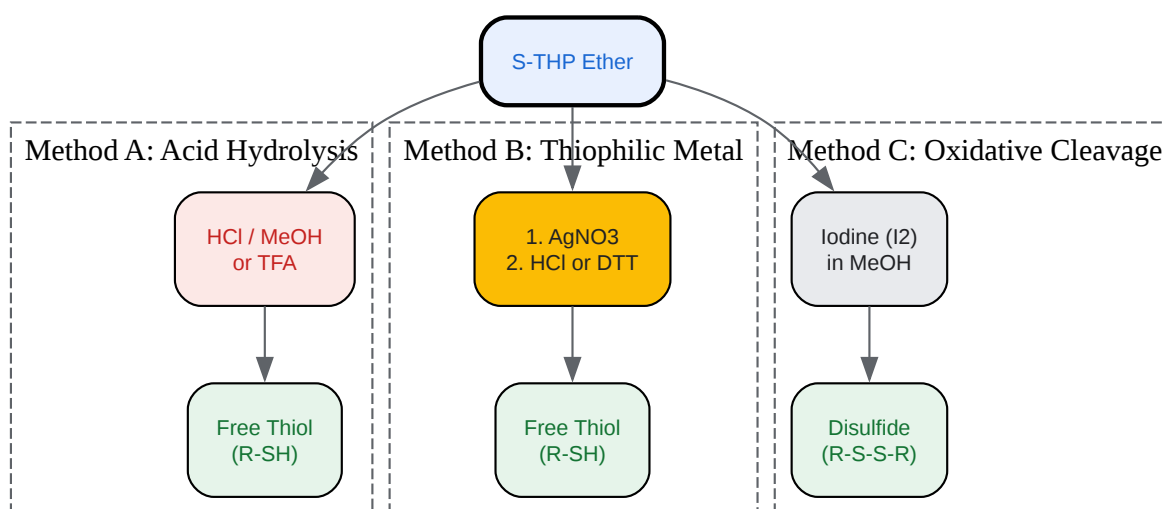 S-THP Ether
Method A: Acid Hydrolysis
Method B: Thiophilic Metal
Method C: Oxidative Cleavage
HCl / MeOH
or TFA
1. AgNO3
2. HCl or DTT
Iodine (I2)
in MeOH
Free Thiol
(R-SH)
Free Thiol
(R-SH)
Disulfide
(R-S-S-R)